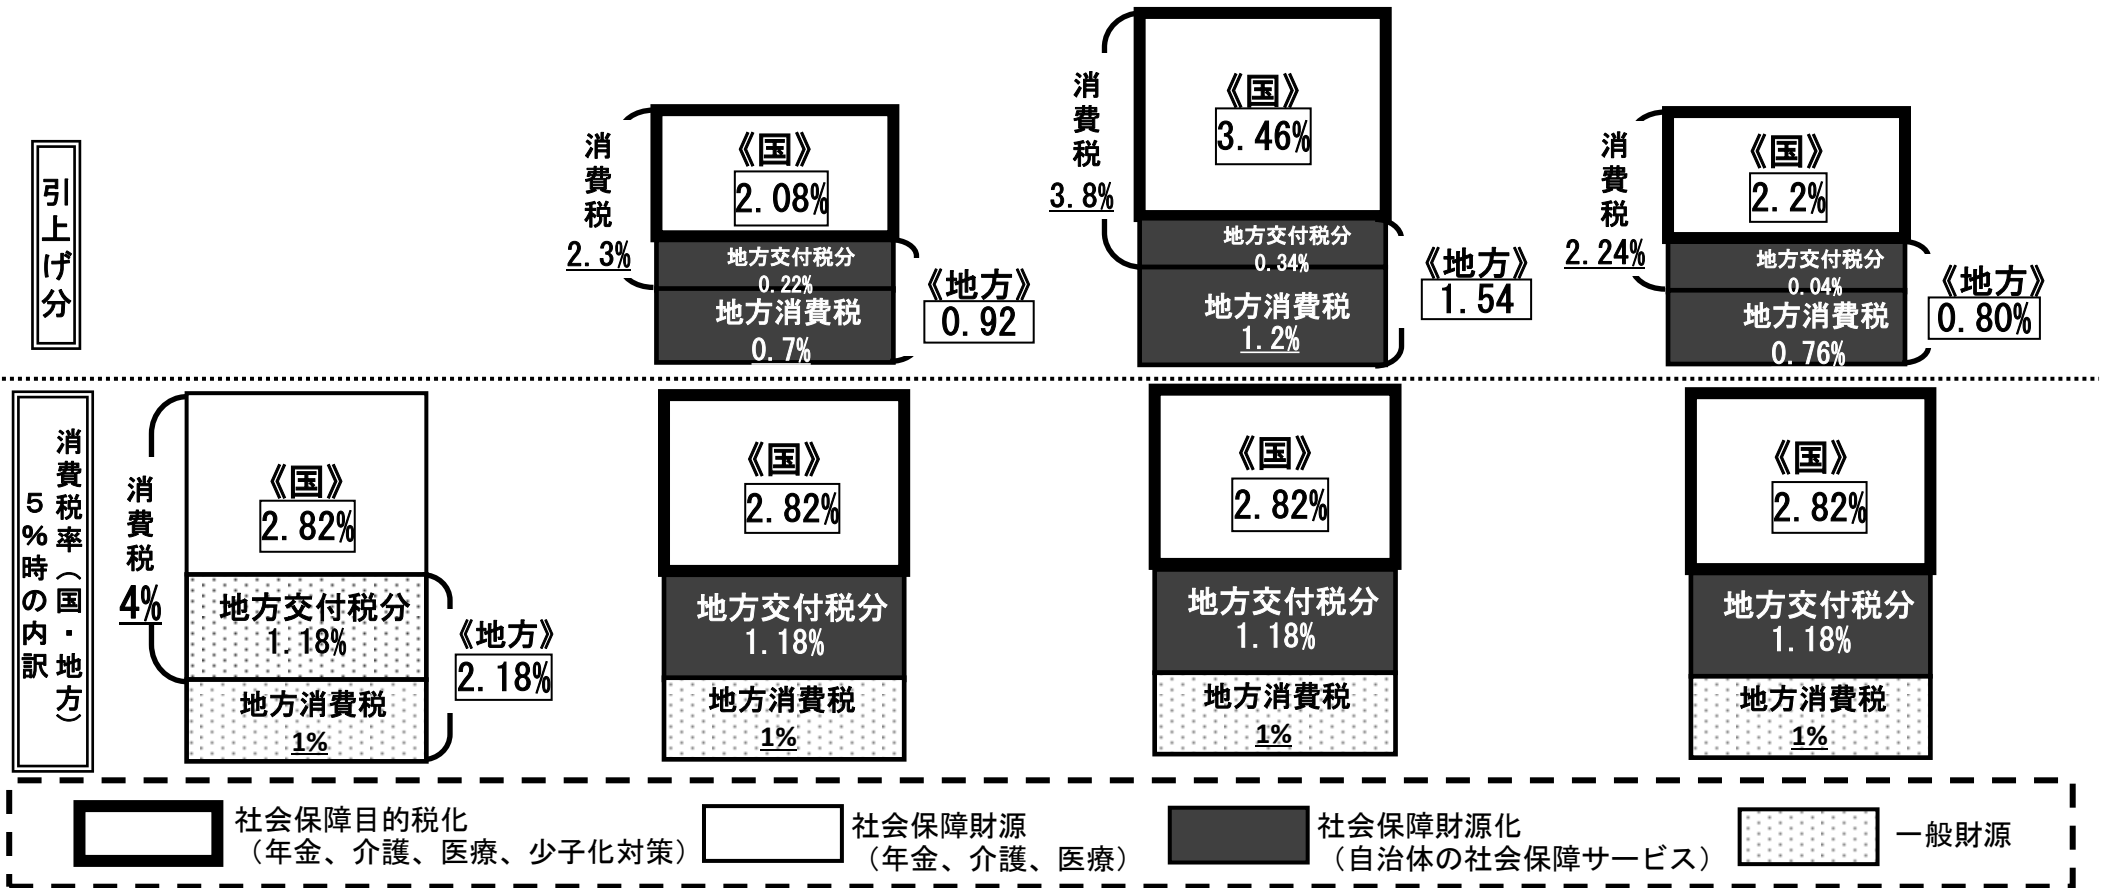 引上げ分
消費税
2.3%
《国》
2.08%
地方交付税分
0.22%
地方消費税
0.7%
《地方》
0.92
消費税
3.8%
《国》
3.46%
地方交付税分
0.34%
地方消費税
1.2%
《地方》
1.54
消費税
2.24%
《国》
2.2%
地方交付税分
0.04%
地方消費税
0.76%
《地方》
0.80%
消費税率（国・地方）
５％時の内訳
消費税
4%
《国》
2.82%
地方交付税分
1.18%
地方消費税
1%
《地方》
2.18%
《国》
2.82%
地方交付税分
1.18%
地方消費税
1%
《国》
2.82%
地方交付税分
1.18%
地方消費税
1%
《国》
2.82%
地方交付税分
1.18%
地方消費税
1%
社会保障目的税化
（年金、介護、医療、少子化対策）
社会保障財源
（年金、介護、医療）
社会保障財源化
（自治体の社会保障サービス）
一般財源